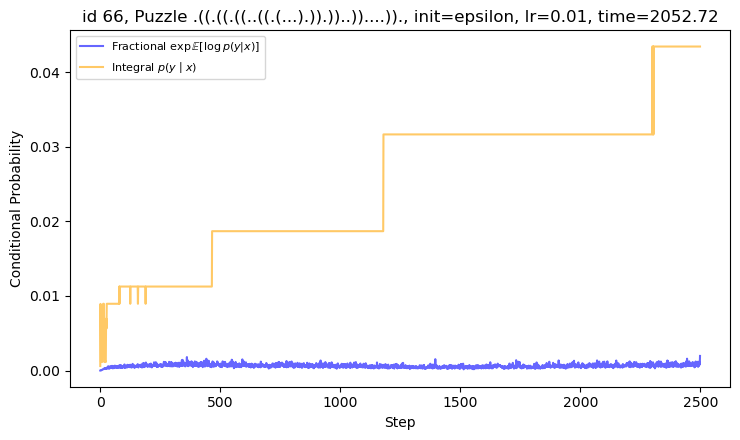 id 66, Puzzle .((.((.((..((.(...).)).))..))....))., init=epsilon, lr=0.01, time=2052.72
Fractional exp𝔼[log p(y|x)]
Integral p(y | x)
Conditional Probability
0.04
0.03
0.02
0.01
0.00
0
500
1000
1500
2000
2500
Step